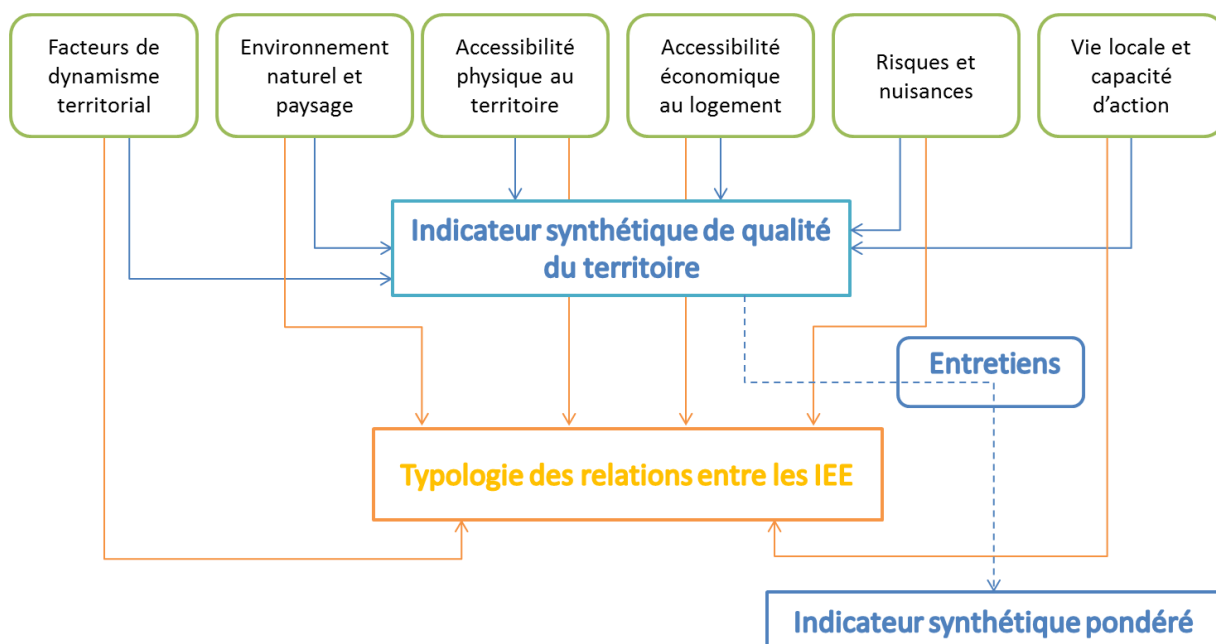 Facteurs de
dynamisme
territorial
Environnement
naturel et
paysage
Accessibilité
physique au
territoire
Accessibilité
économique
au logement
Risques et
nuisances
Vie locale et
capacité
d’action
Indicateur synthétique de qualité
du territoire
Entretiens
Typologie des relations entre les IEE
Indicateur synthétique pondéré